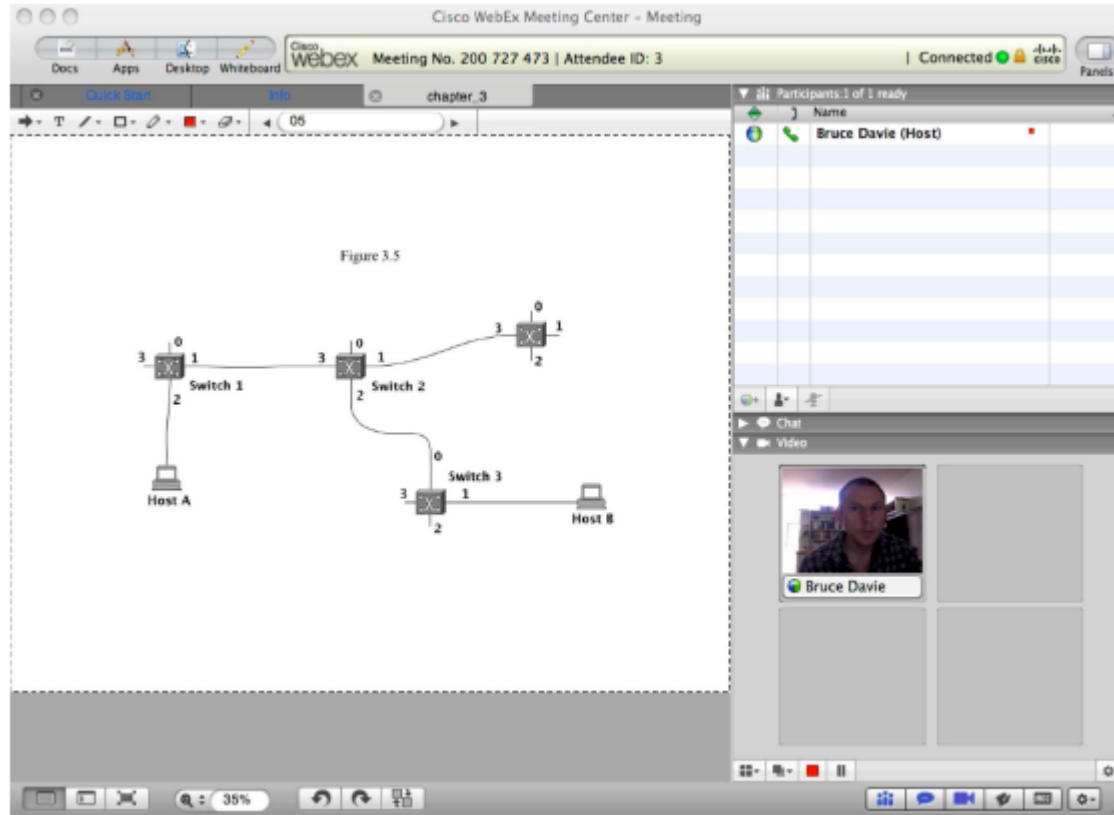 Cisco WebEx Meeting Center - Meeting
Docs Apps Desktop Whiteboard
Cisco webex Meeting No. 200 727 473 | Attendee ID: 3 | Connected cisco
Panels
Quick Start Info chapter_3
T 05
Participants:1 of 1 ready
Name
Bruce Davie (Host)
Figure 3.5
0
3 1
2
0
3 1
Switch 1
2
0
3 1
Switch 2
2
Host A
0
Switch 3
3 1
2
Host B
Chat
Video
Bruce Davie
35%